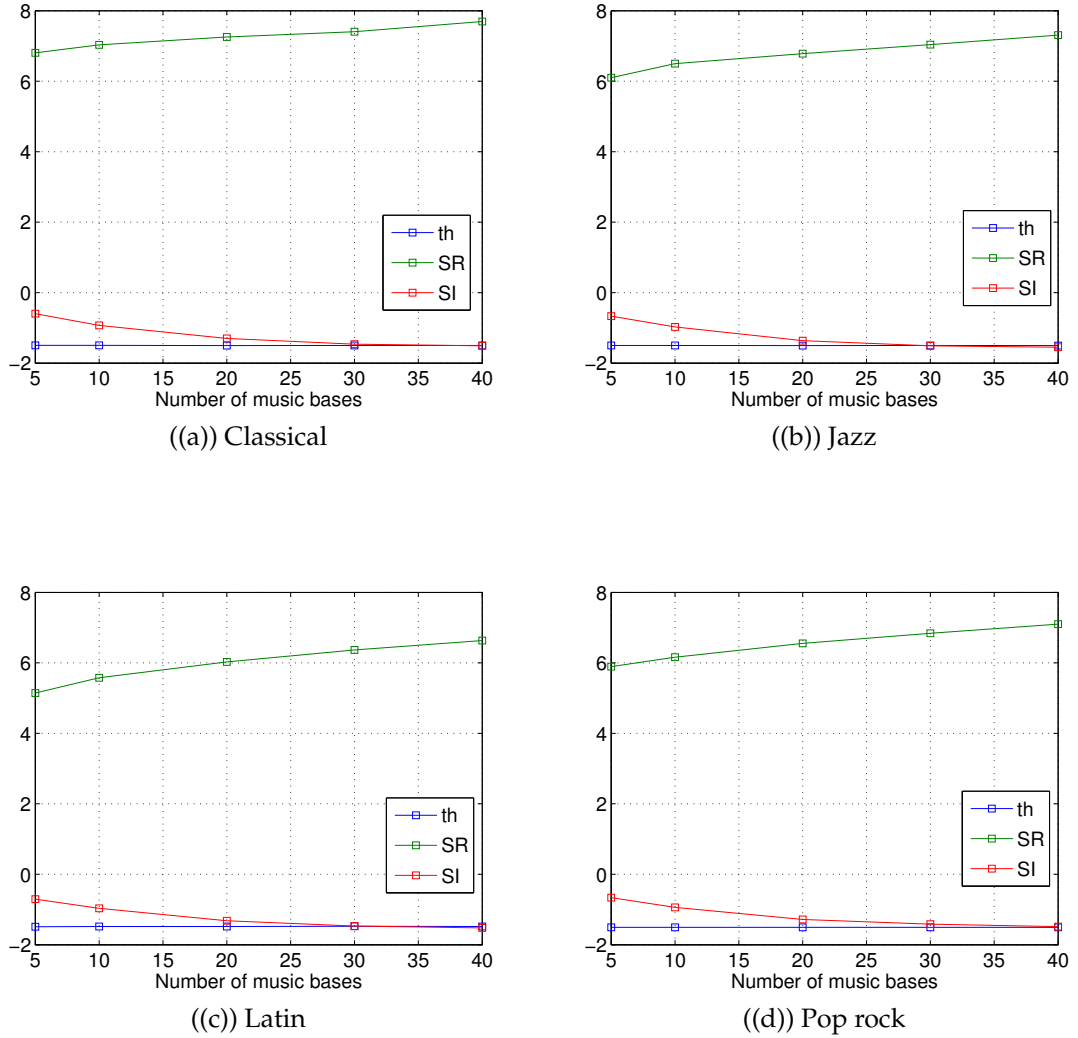 8
6
4
2
0
−2
th
SR
SI
5 10 15 20 25 30 35 40
Number of music bases
((a)) Classical
8
6
4
2
0
−2
th
SR
SI
5 10 15 20 25 30 35 40
Number of music bases
((b)) Jazz
8
6
4
2
0
−2
th
SR
SI
5 10 15 20 25 30 35 40
Number of music bases
((c)) Latin
8
6
4
2
0
−2
th
SR
SI
5 10 15 20 25 30 35 40
Number of music bases
((d)) Pop rock